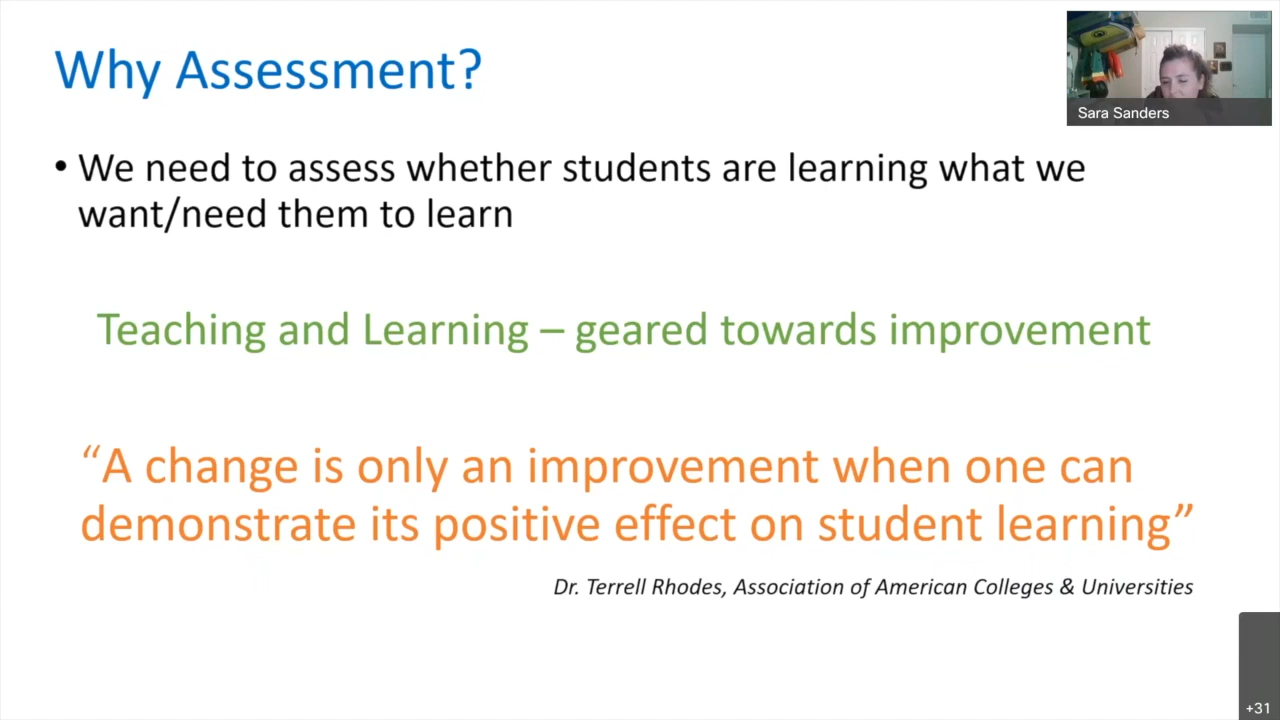 Why Assessment?
Sara Sanders
• We need to assess whether students are learning what we
want/need them to learn
Teaching and Learning – geared towards improvement
“A change is only an improvement when one can
demonstrate its positive effect on student learning”
Dr. Terrell Rhodes, Association of American Colleges & Universities
+31